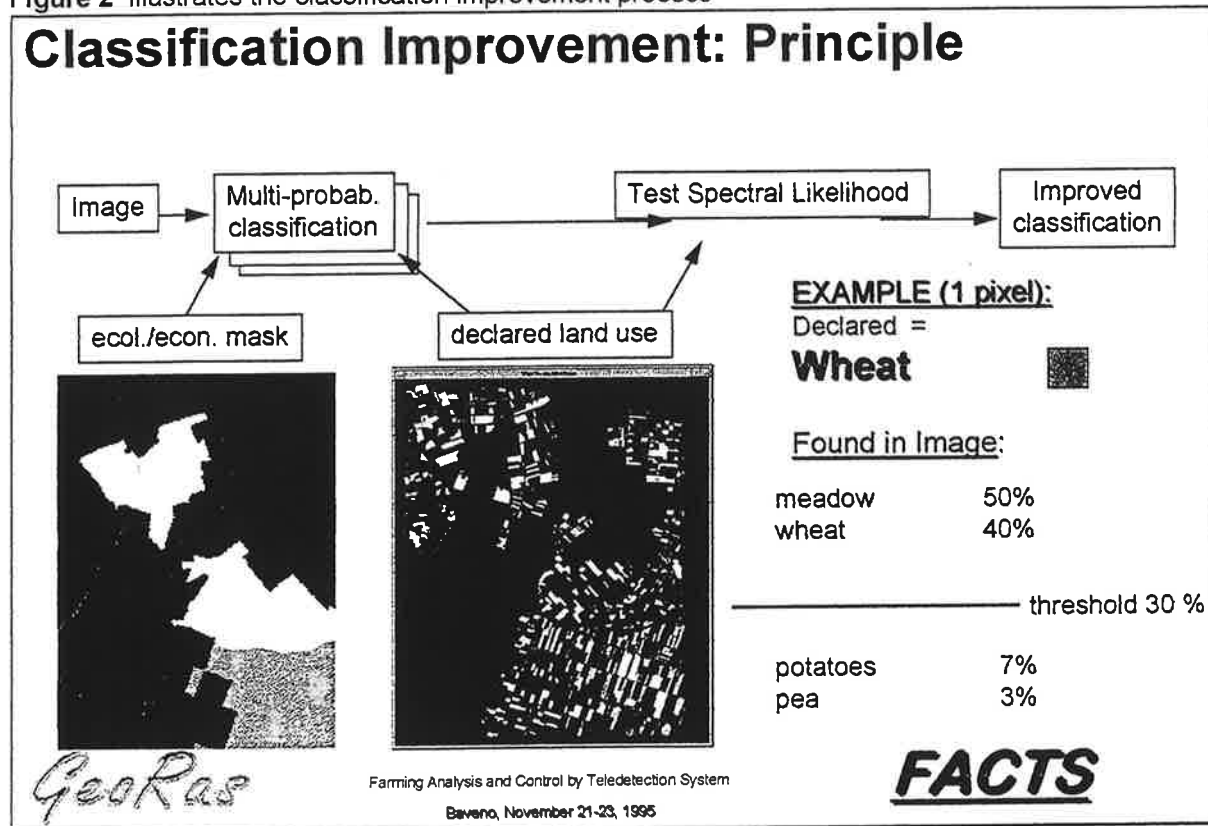 Figure 2 illustrates the classification improvement process
Classification Improvement: Principle
Image
Multi-probab.
classification
Test Spectral Likelihood
Improved
classification
ecol./econ. mask
declared land use
EXAMPLE (1 pixel):
Declared =
Wheat
Found in Image:
meadow 50%
wheat 40%
threshold 30 %
potatoes 7%
pea 3%
GeoRas
Farming Analysis and Control by Teledetection System
Baveno, November 21-23, 1995
FACTS